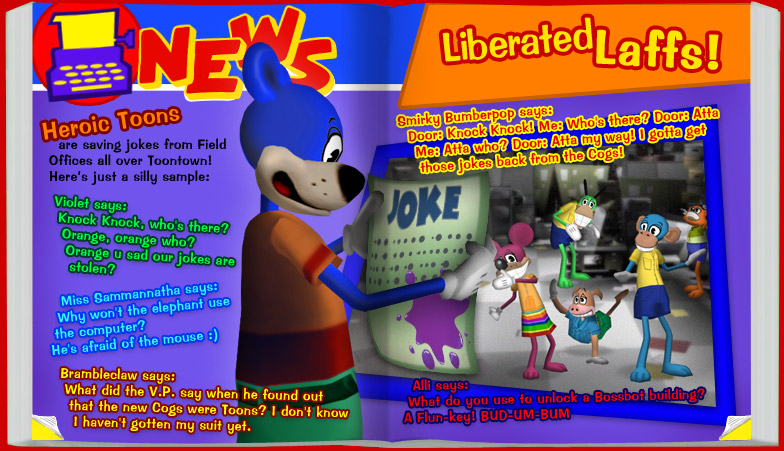 NEWS
Heroic Toons
are saving jokes from Field
Offices all over Toontown!
Here's just a silly sample:
Violet says:
Knock Knock, who's there?
Orange, orange who?
Orange u sad our jokes are
stolen?
Miss Sammannatha says:
Why won't the elephant use
the computer?
He's afraid of the mouse :)
Brambleclaw says:
What did the V.P. say when he found out
that the new Cogs were Toons? I don't know
I haven't gotten my suit yet.
Liberated Laffs!
Smirky Bumberpop says:
Door: Knock Knock! Me: Who's there? Door: Atta
Me: Atta who? Door: Atta my way! I gotta get
those jokes back from the Cogs!
JOKE
Alli says:
What do you use to unlock a Bossbot building?
A Flun-key! BUD-UM-BUM